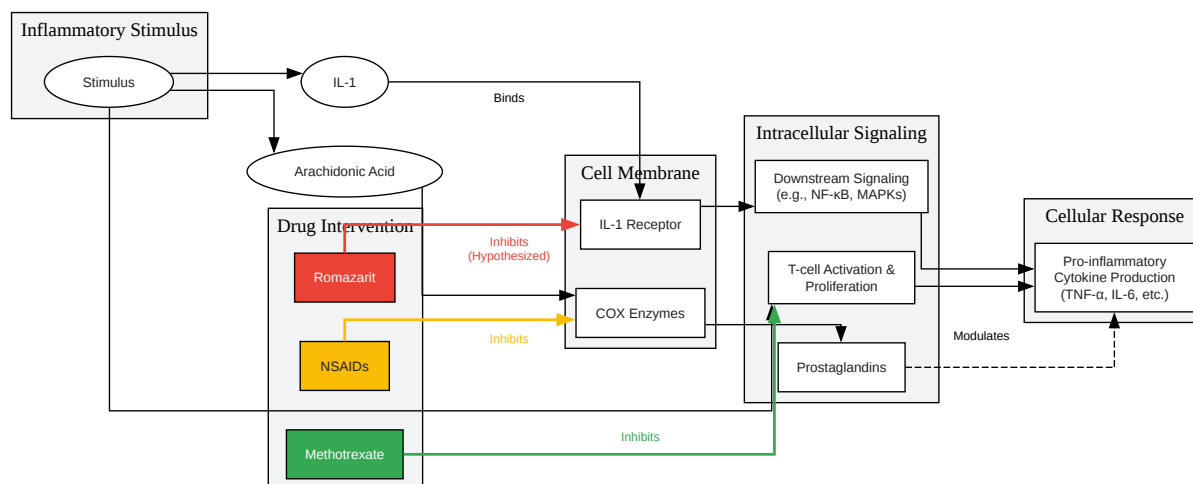 Inflammatory Stimulus
Stimulus
IL-1
Binds
Arachidonic Acid
Drug Intervention
Romazarit
NSAIDs
Methotrexate
Inhibits
(Hypothesized)
Inhibits
Inhibits
Cell Membrane
IL-1 Receptor
COX Enzymes
Intracellular Signaling
Downstream Signaling
(e.g., NF-κB, MAPKs)
T-cell Activation &
Proliferation
Prostaglandins
Modulates
Cellular Response
Pro-inflammatory
Cytokine Production
(TNF-α, IL-6, etc.)